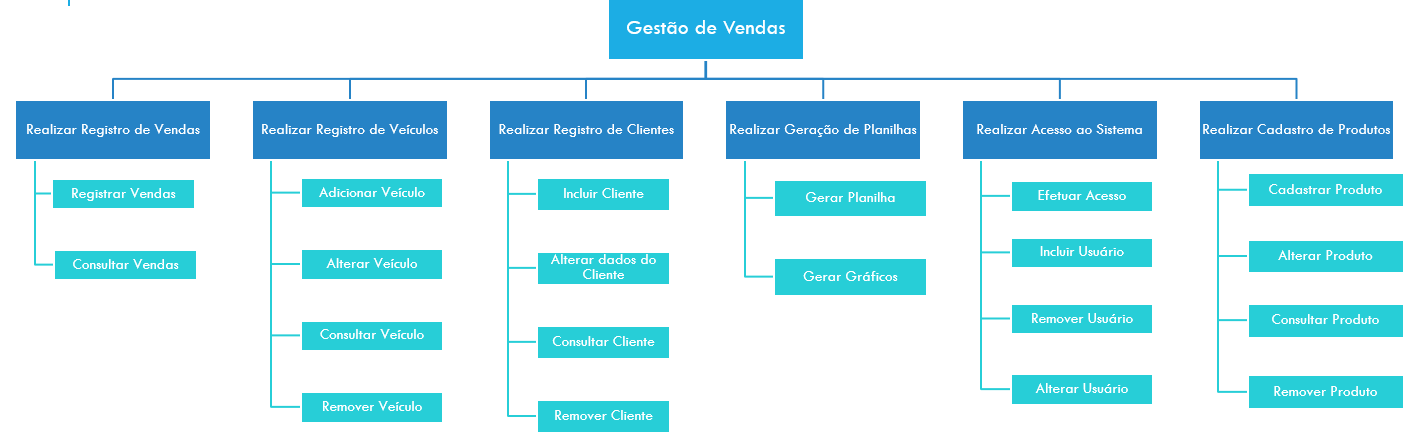 Gestão de Vendas
Realizar Registro de Vendas
Registrar Vendas
Consultar Vendas
Realizar Registro de Veículos
Adicionar Veículo
Alterar Veículo
Consultar Veículo
Remover Veículo
Realizar Registro de Clientes
Incluir Cliente
Alterar dados do
Cliente
Consultar Cliente
Remover Cliente
Realizar Geração de Planilhas
Gerar Planilha
Gerar Gráficos
Realizar Acesso ao Sistema
Efetuar Acesso
Incluir Usuário
Remover Usuário
Alterar Usuário
Realizar Cadastro de Produtos
Cadastrar Produto
Alterar Produto
Consultar Produto
Remover Produto